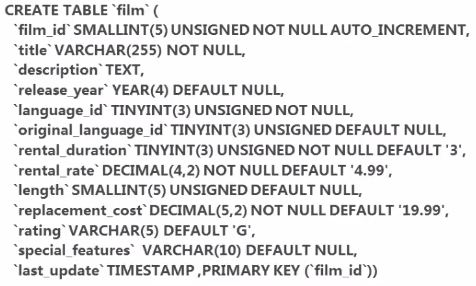 CREATE TABLE `film` (
`film_id` SMALLINT(5) UNSIGNED NOT NULL AUTO_INCREMENT,
`title` VARCHAR(255) NOT NULL,
`description` TEXT,
`release_year` YEAR(4) DEFAULT NULL,
`language_id` TINYINT(3) UNSIGNED NOT NULL,
`original_language_id` TINYINT(3) UNSIGNED DEFAULT NULL,
`rental_duration` TINYINT(3) UNSIGNED NOT NULL DEFAULT '3',
`rental_rate` DECIMAL(4,2) NOT NULL DEFAULT '4.99',
`length` SMALLINT(5) UNSIGNED DEFAULT NULL,
`replacement_cost` DECIMAL(5,2) NOT NULL DEFAULT '19.99',
`rating` VARCHAR(5) DEFAULT 'G',
`special_features` VARCHAR(10) DEFAULT NULL,
`last_update` TIMESTAMP ,PRIMARY KEY (`film_id`))